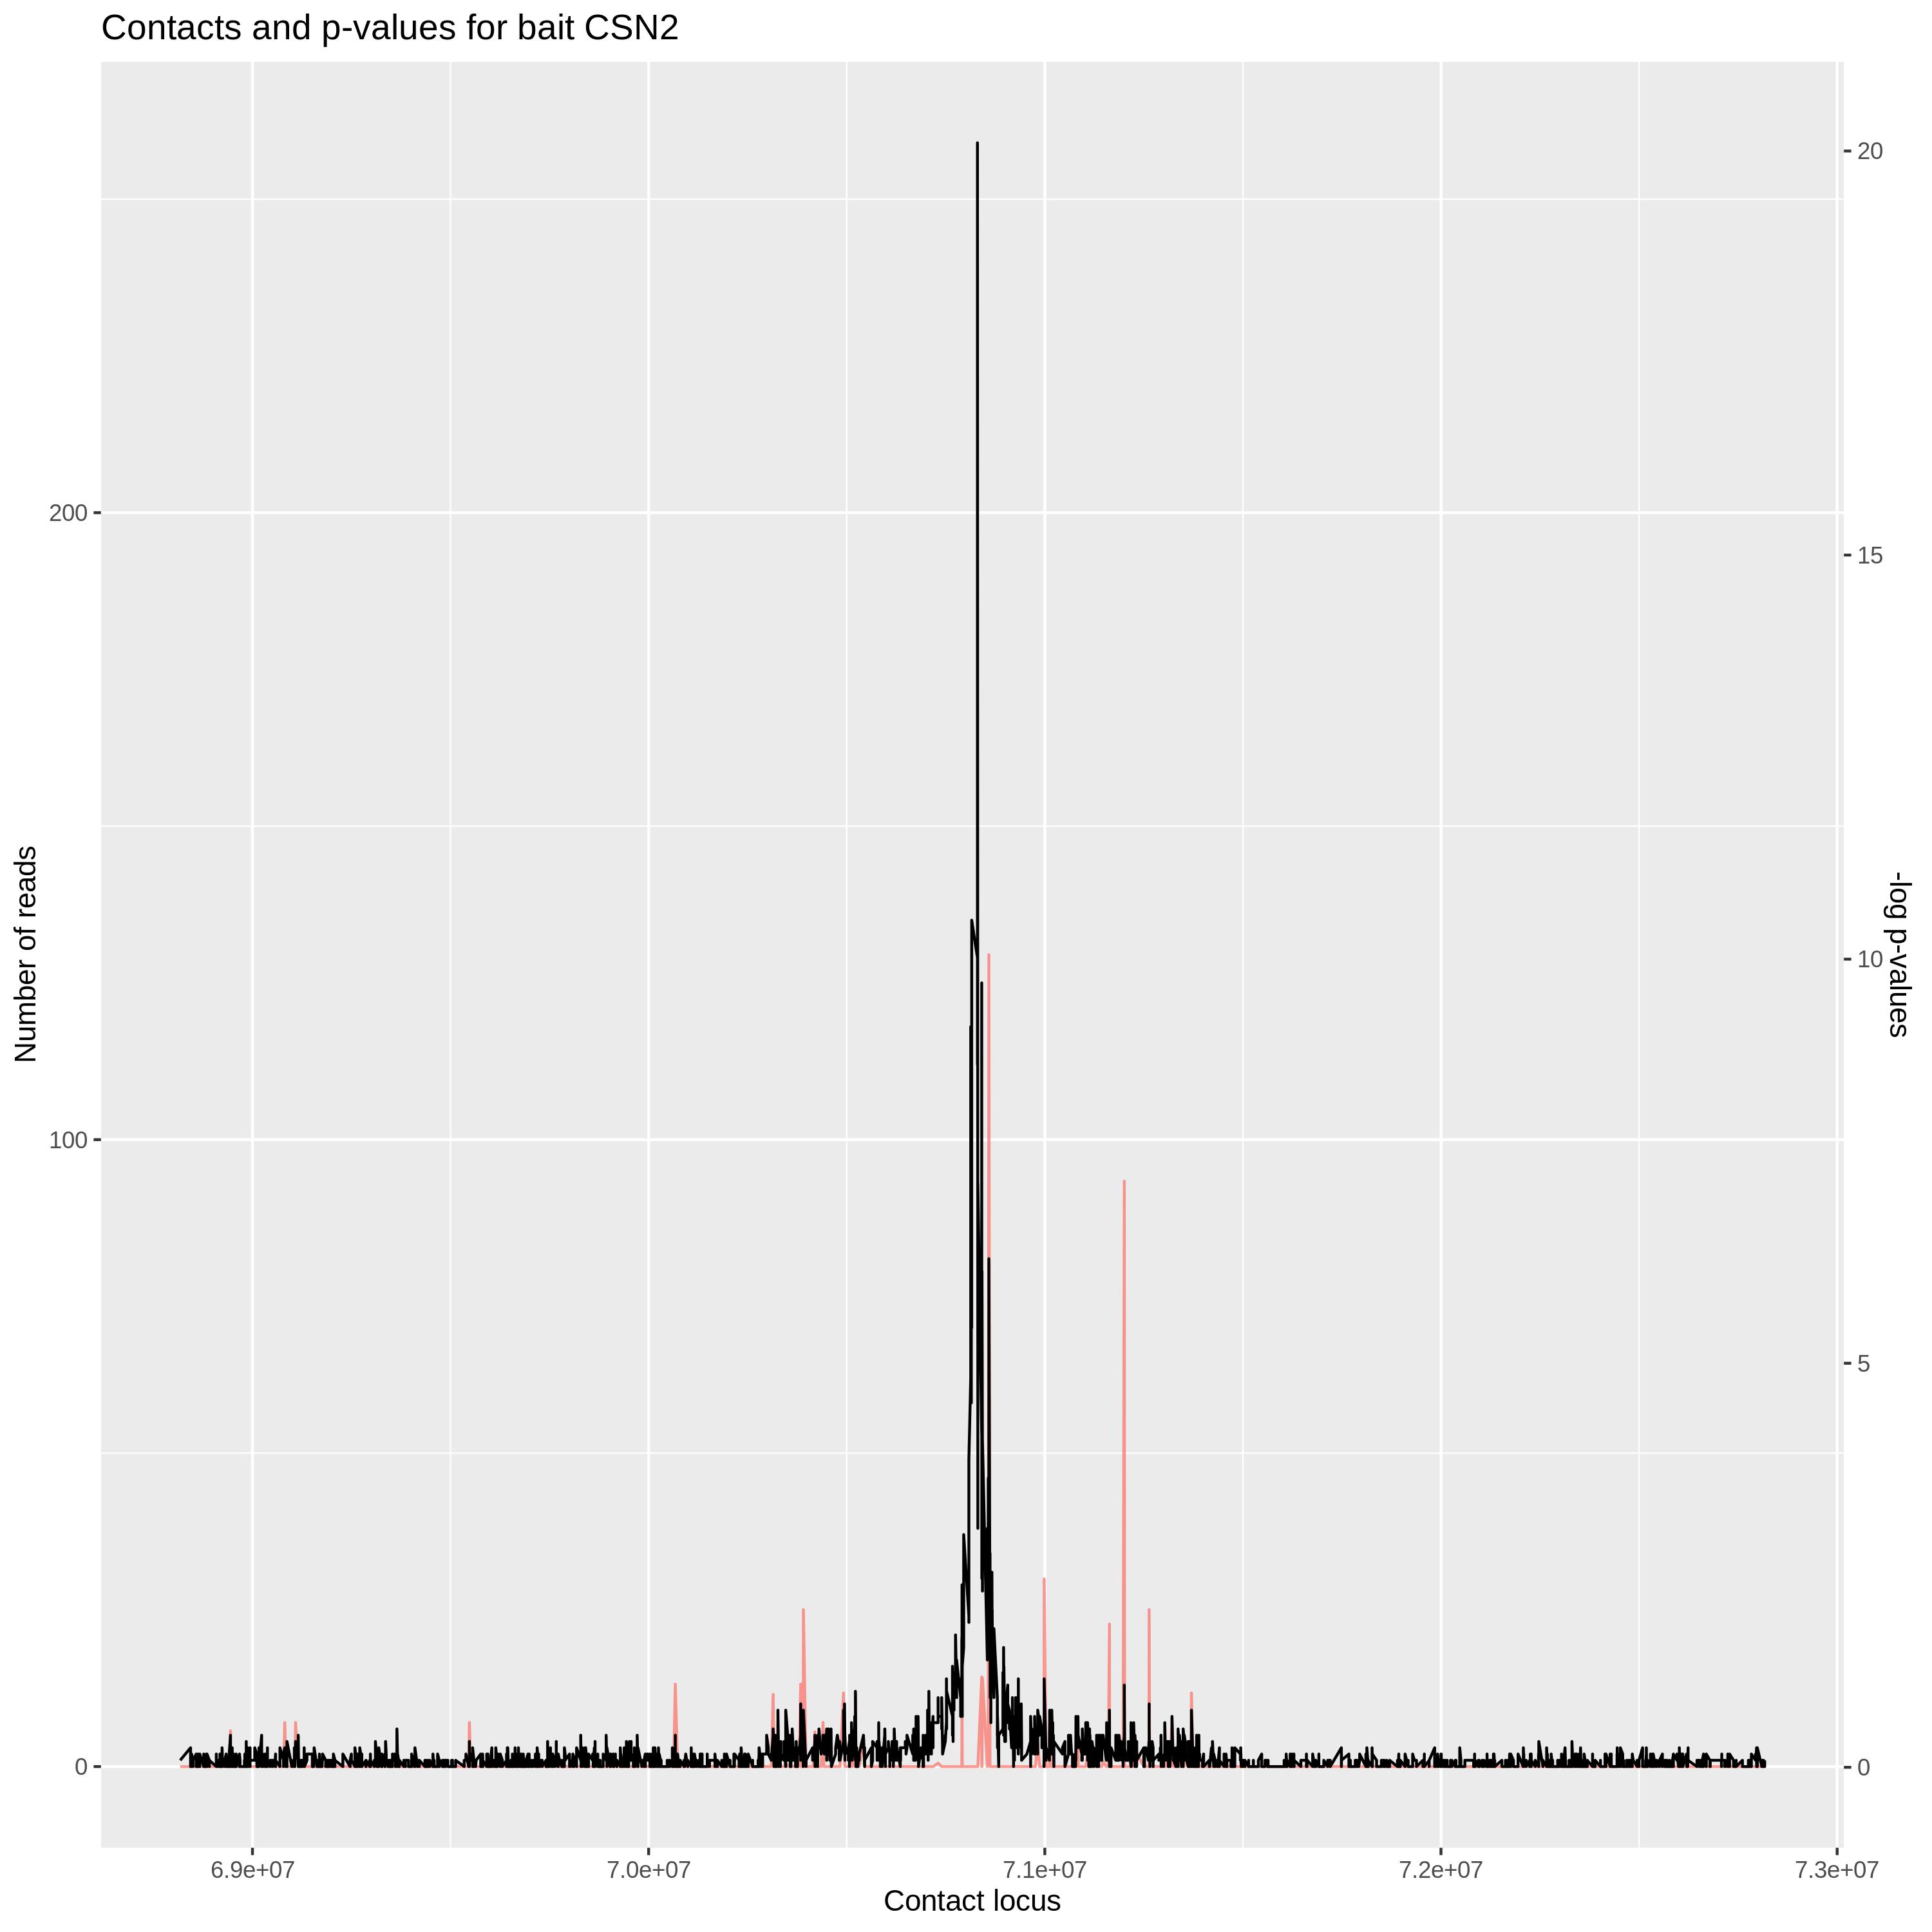 Contacts and p-values for bait CSN2
Number of reads
200
100
0
20
15
10
5
0
-log p-values
6.9e+07
7.0e+07
7.1e+07
7.2e+07
7.3e+07
Contact locus